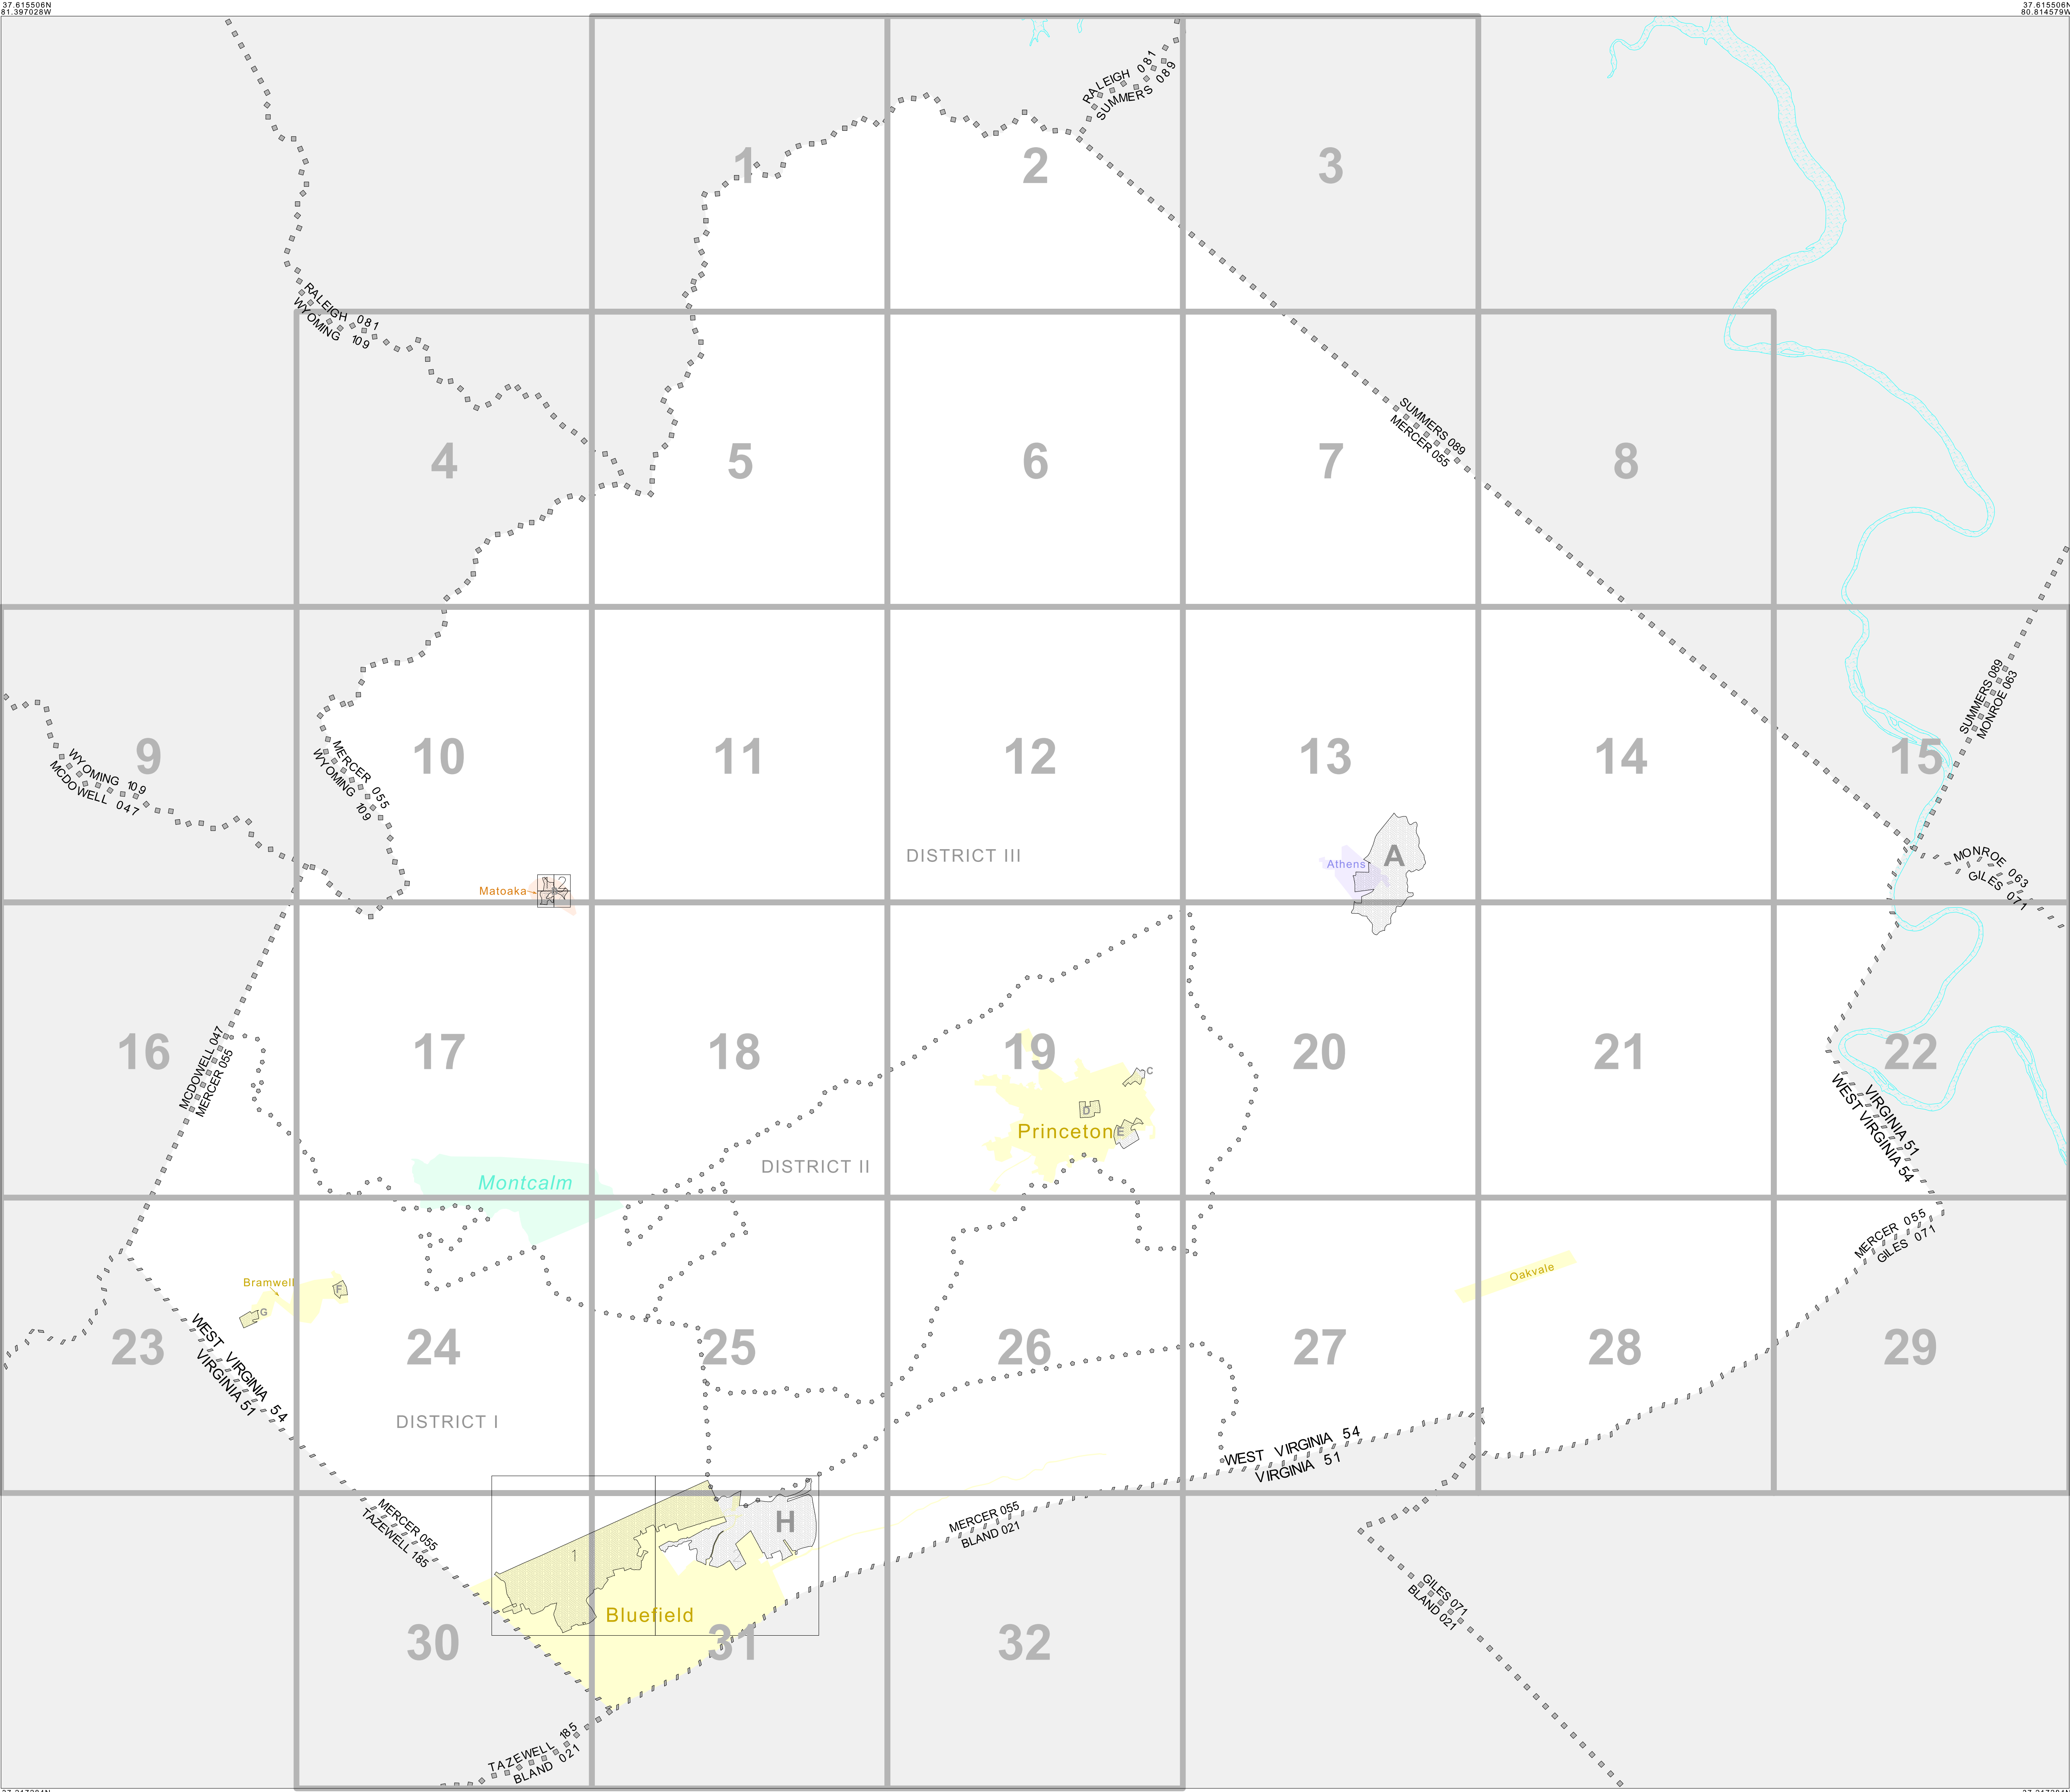 37.615506N
81.397028W
37.615506N
80.814579W
RALEIGH 081
SUMMERS 089
1
2
3
RALEIGH 081
WYOMING 109
SUMMERS 089
MERCER 055
4
5
6
7
8
SUMMERS 089
MONROE 063
WYOMING 109
MCDOWELL 047
MERCER 055
WYOMING 109
9
10
11
12
13
14
15
DISTRICT III
Athens
A
MONROE 063
GILES 071
Matoaka
1
2
MCDOWELL 047
MERCER 055
16
17
18
19
20
21
22
C
D
E
Princeton
VIRGINIA 51
WEST VIRGINIA 54
DISTRICT II
Montcalm
MERCER 055
GILES 071
Bramwell
F
G
Oakvale
WEST VIRGINIA 54
VIRGINIA 51
23
24
25
26
27
28
29
DISTRICT I
WEST VIRGINIA 54
VIRGINIA 51
MERCER 055
TAZEWELL 185
H
1
MERCER 055
BLAND 021
Bluefield
GILES 071
BLAND 021
30
31
32
TAZEWELL 185
BLAND 021